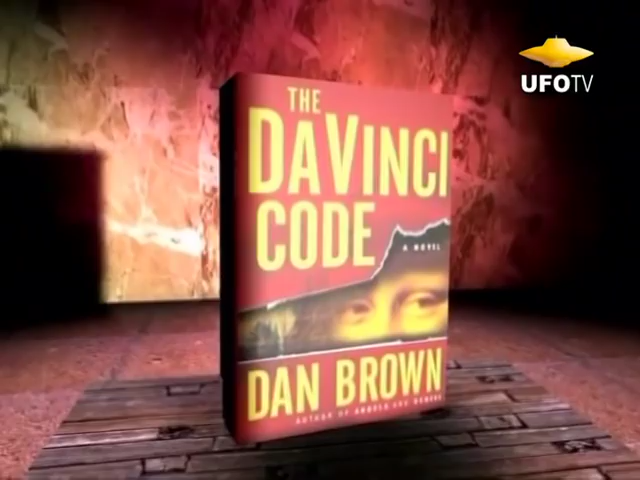 UFOTV
THE
DAVINCI
CODE
A NOVEL
DAN BROWN
AUTHOR OF ANGELS AND DEMONS